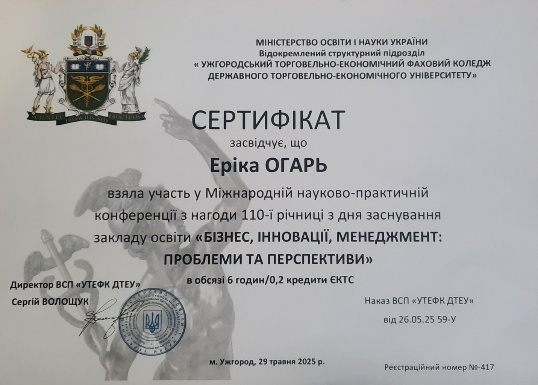 МІНІСТЕРСТВО ОСВІТИ І НАУКИ УКРАЇНИ
Відокремлений структурний підрозділ
« УЖГОРОДСЬКИЙ ТОРГОВЕЛЬНО-ЕКОНОМІЧНИЙ ФАХОВИЙ КОЛЕДЖ
ДЕРЖАВНОГО ТОРГОВЕЛЬНО-ЕКОНОМІЧНОГО УНІВЕРСИТЕТУ»
СЕРТИФІКАТ
засвідчує, що
Еріка ОГАРЬ
взяла участь у Міжнародній науково-практичній
конференції з нагоди 110-ї річниці з дня заснування
закладу освіти «БІЗНЕС, ІННОВАЦІЇ, МЕНЕДЖМЕНТ:
ПРОБЛЕМИ ТА ПЕРСПЕКТИВИ»
в обсязі 6 годин/0,2 кредити ЄКТС
Директор ВСП «УТЕФК ДТЕУ»
Сергій ВОЛОЩУК
Наказ ВСП «УТЕФК ДТЕУ»
від 26.05.25 59-У
м. Ужгород, 29 травня 2025 р.
Реєстраційний номер №-417